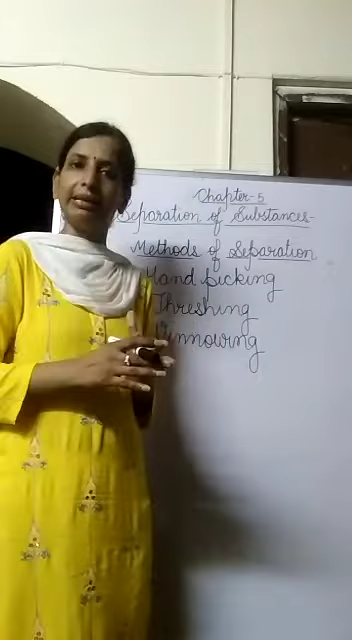 Chapter-5
Separation of Substances-
Methods of Separation
Hand picking
Threshing
Winnowing